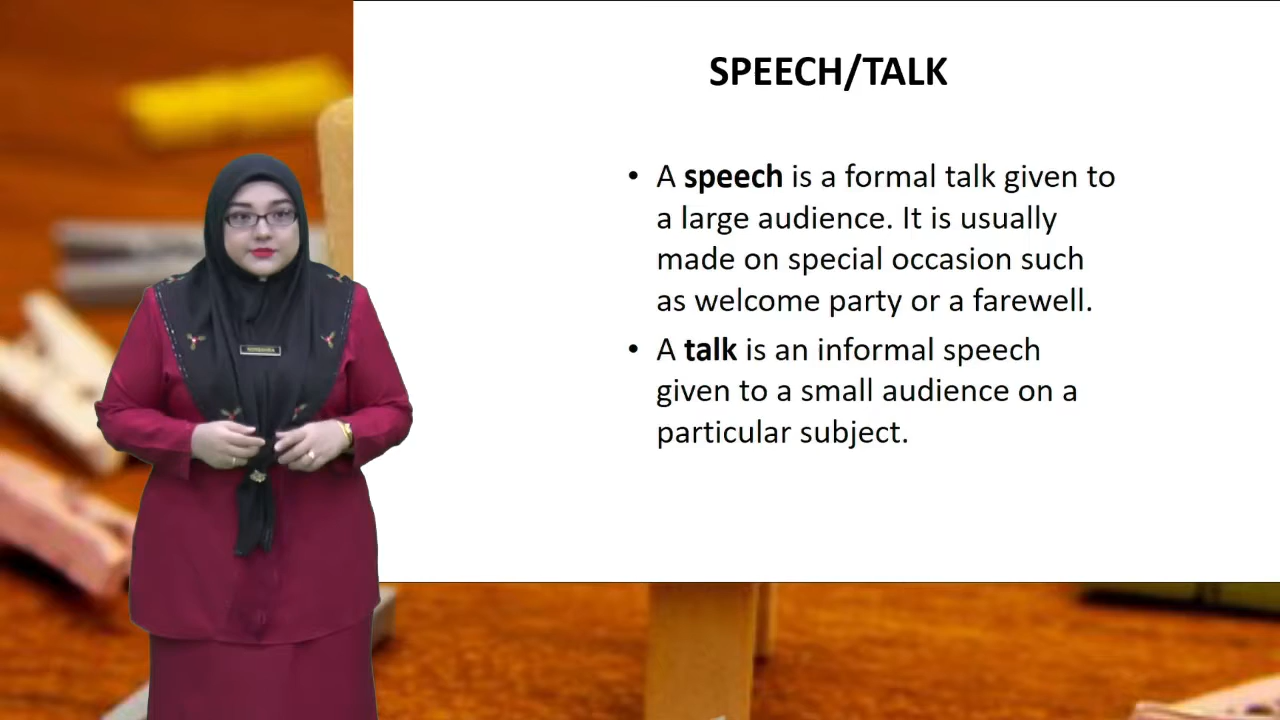 SPEECH/TALK
• A speech is a formal talk given to
a large audience. It is usually
made on special occasion such
as welcome party or a farewell.
• A talk is an informal speech
given to a small audience on a
particular subject.